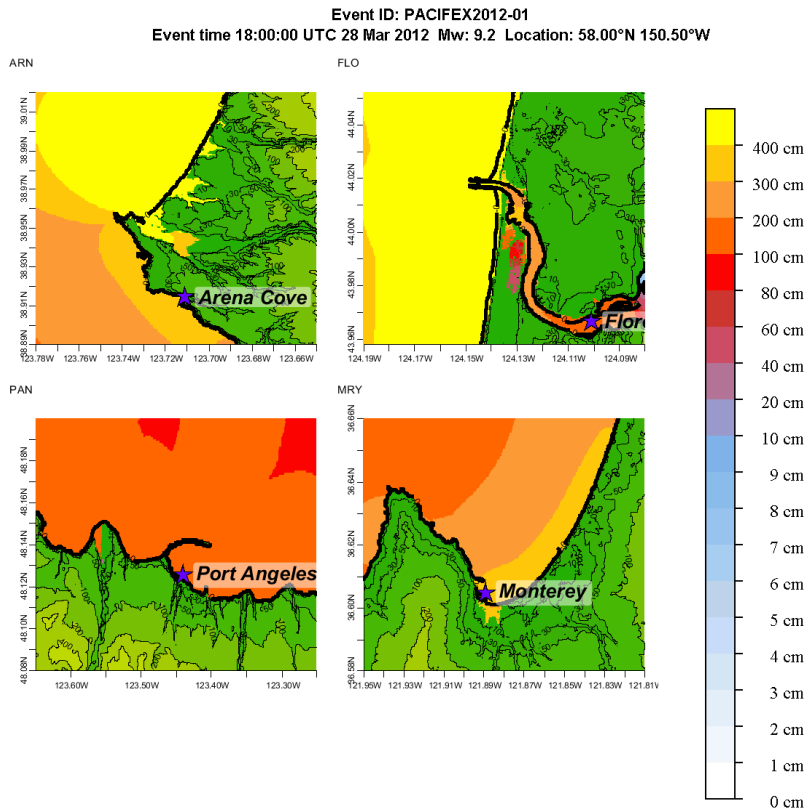 Event ID: PACIFEX2012-01
Event time 18:00:00 UTC 28 Mar 2012 Mw: 9.2 Location: 58.00°N 150.50°W
ARN
39.01N
38.99N
38.97N
38.95N
38.93N
38.91N
38.89N
Arena Cove
123.78W 123.76W 123.74W 123.72W 123.70W 123.68W 123.66W
FLO
44.04N
44.02N
44.00N
43.98N
43.96N
Flore
124.19W 124.17W 124.15W 124.13W 124.11W 124.09W
PAN
48.18N
48.16N
48.14N
48.12N
48.10N
48.08N
Port Angeles
123.60W 123.50W 123.40W 123.30W
MRY
36.66N
36.64N
36.62N
36.60N
36.58N
Monterey
121.95W 121.93W 121.91W 121.89W 121.87W 121.85W 121.83W 121.81W
400 cm
300 cm
200 cm
100 cm
80 cm
60 cm
40 cm
20 cm
10 cm
9 cm
8 cm
7 cm
6 cm
5 cm
4 cm
3 cm
2 cm
1 cm
0 cm